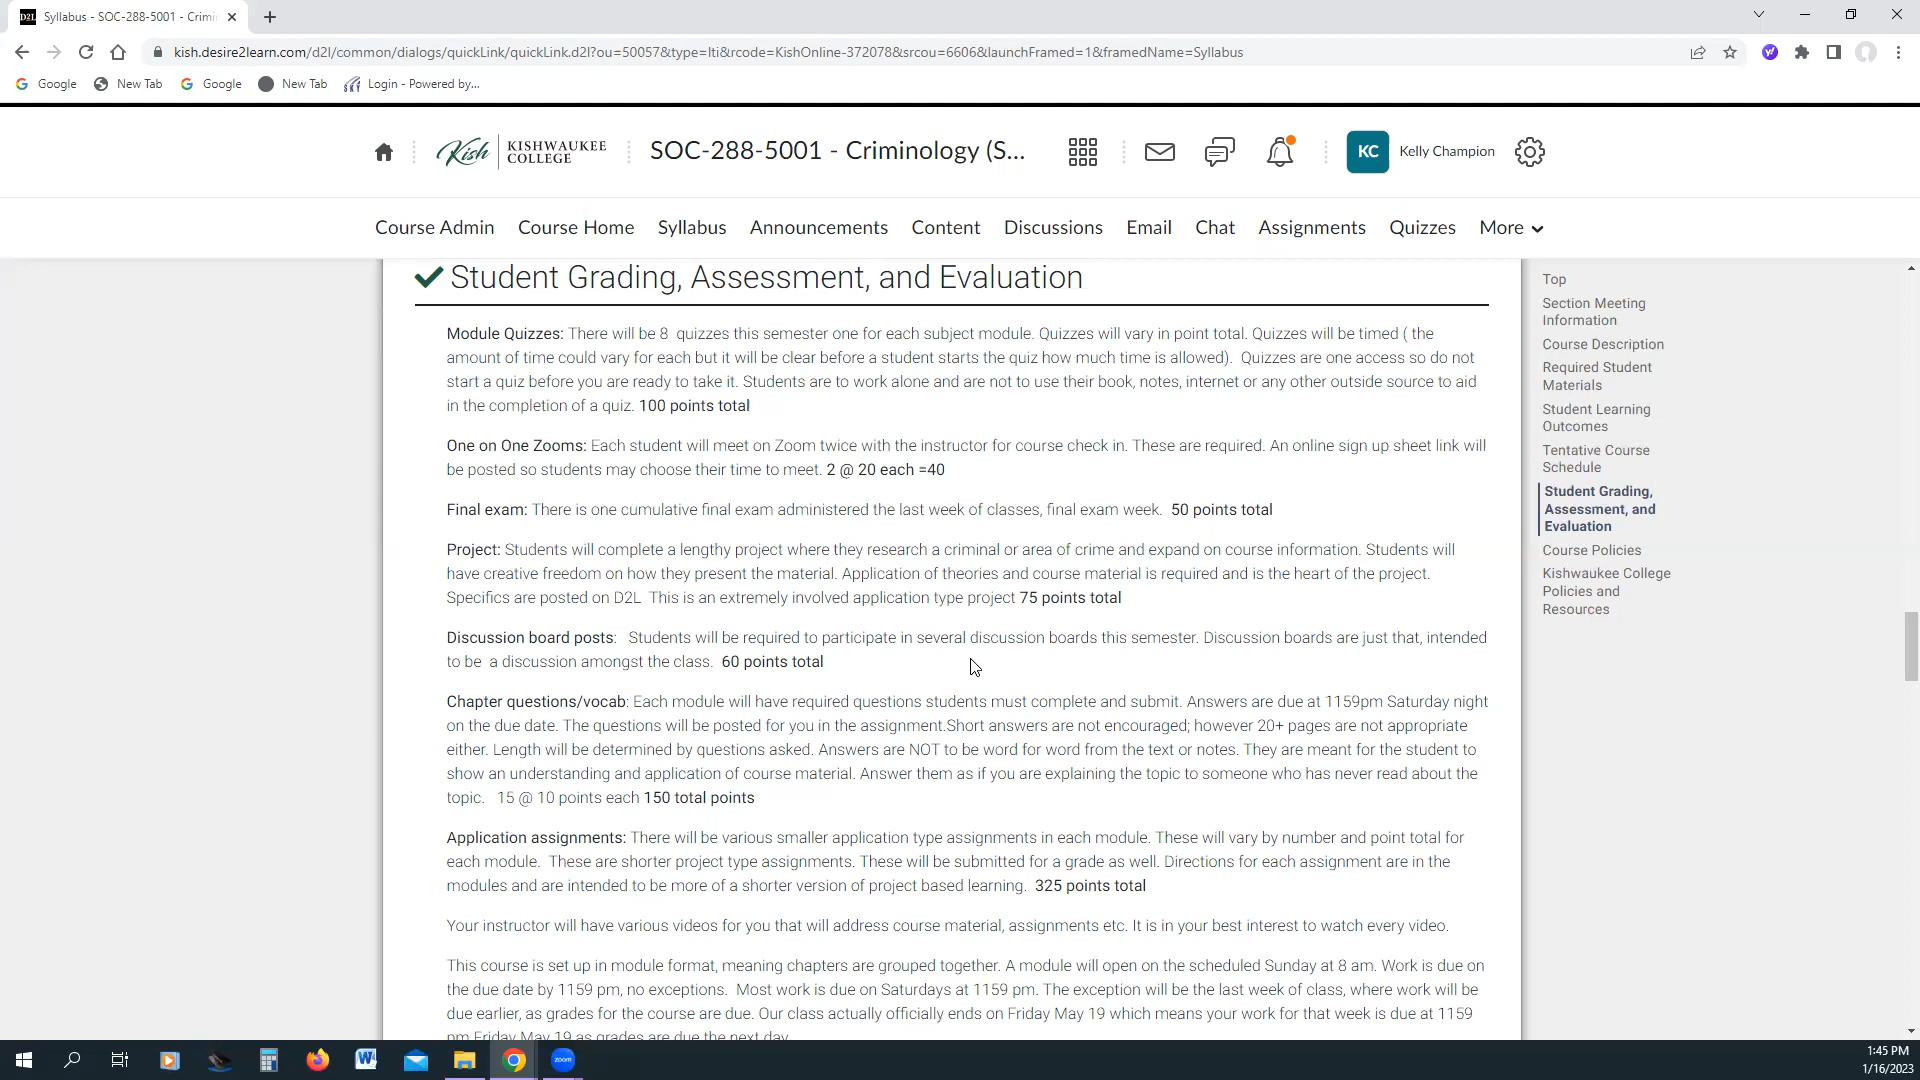 Syllabus - SOC-288-5001 - Crimi
kish.desire2learn.com/d2l/common/dialogs/quickLink/quickLink.d2l?ou=50057&type=lti&rcode=KishOnline-372078&srcou=6606&launchFramed=1&framedName=Syllabus
Google New Tab Google New Tab Login - Powered by...
Kish KISHWAUKEE COLLEGE SOC-288-5001 - Criminology (S... KC Kelly Champion
Course Admin Course Home Syllabus Announcements Content Discussions Email Chat Assignments Quizzes More
Student Grading, Assessment, and Evaluation
Module Quizzes: There will be 8 quizzes this semester one for each subject module. Quizzes will vary in point total. Quizzes will be timed ( the
amount of time could vary for each but it will be clear before a student starts the quiz how much time is allowed). Quizzes are one access so do not
start a quiz before you are ready to take it. Students are to work alone and are not to use their book, notes, internet or any other outside source to aid
in the completion of a quiz. 100 points total
One on One Zooms: Each student will meet on Zoom twice with the instructor for course check in. These are required. An online sign up sheet link will
be posted so students may choose their time to meet. 2 @ 20 each =40
Final exam: There is one cumulative final exam administered the last week of classes, final exam week. 50 points total
Project: Students will complete a lengthy project where they research a criminal or area of crime and expand on course information. Students will
have creative freedom on how they present the material. Application of theories and course material is required and is the heart of the project.
Specifics are posted on D2L This is an extremely involved application type project 75 points total
Discussion board posts: Students will be required to participate in several discussion boards this semester. Discussion boards are just that, intended
to be a discussion amongst the class. 60 points total
Chapter questions/vocab: Each module will have required questions students must complete and submit. Answers are due at 1159pm Saturday night
on the due date. The questions will be posted for you in the assignment.Short answers are not encouraged; however 20+ pages are not appropriate
either. Length will be determined by questions asked. Answers are NOT to be word for word from the text or notes. They are meant for the student to
show an understanding and application of course material. Answer them as if you are explaining the topic to someone who has never read about the
topic. 15 @ 10 points each 150 total points
Application assignments: There will be various smaller application type assignments in each module. These will vary by number and point total for
each module. These are shorter project type assignments. These will be submitted for a grade as well. Directions for each assignment are in the
modules and are intended to be more of a shorter version of project based learning. 325 points total
Your instructor will have various videos for you that will address course material, assignments etc. It is in your best interest to watch every video.
This course is set up in module format, meaning chapters are grouped together. A module will open on the scheduled Sunday at 8 am. Work is due on
the due date by 1159 pm, no exceptions. Most work is due on Saturdays at 1159 pm. The exception will be the last week of class, where work will be
due earlier, as grades for the course are due. Our class actually officially ends on Friday May 19 which means your work for that week is due at 1159
pm Friday May 19 as grades are due the next day
Top
Section Meeting
Information
Course Description
Required Student
Materials
Student Learning
Outcomes
Tentative Course
Schedule
Student Grading,
Assessment, and
Evaluation
Course Policies
Kishwaukee College
Policies and
Resources
zoom
1:45 PM
1/16/2023